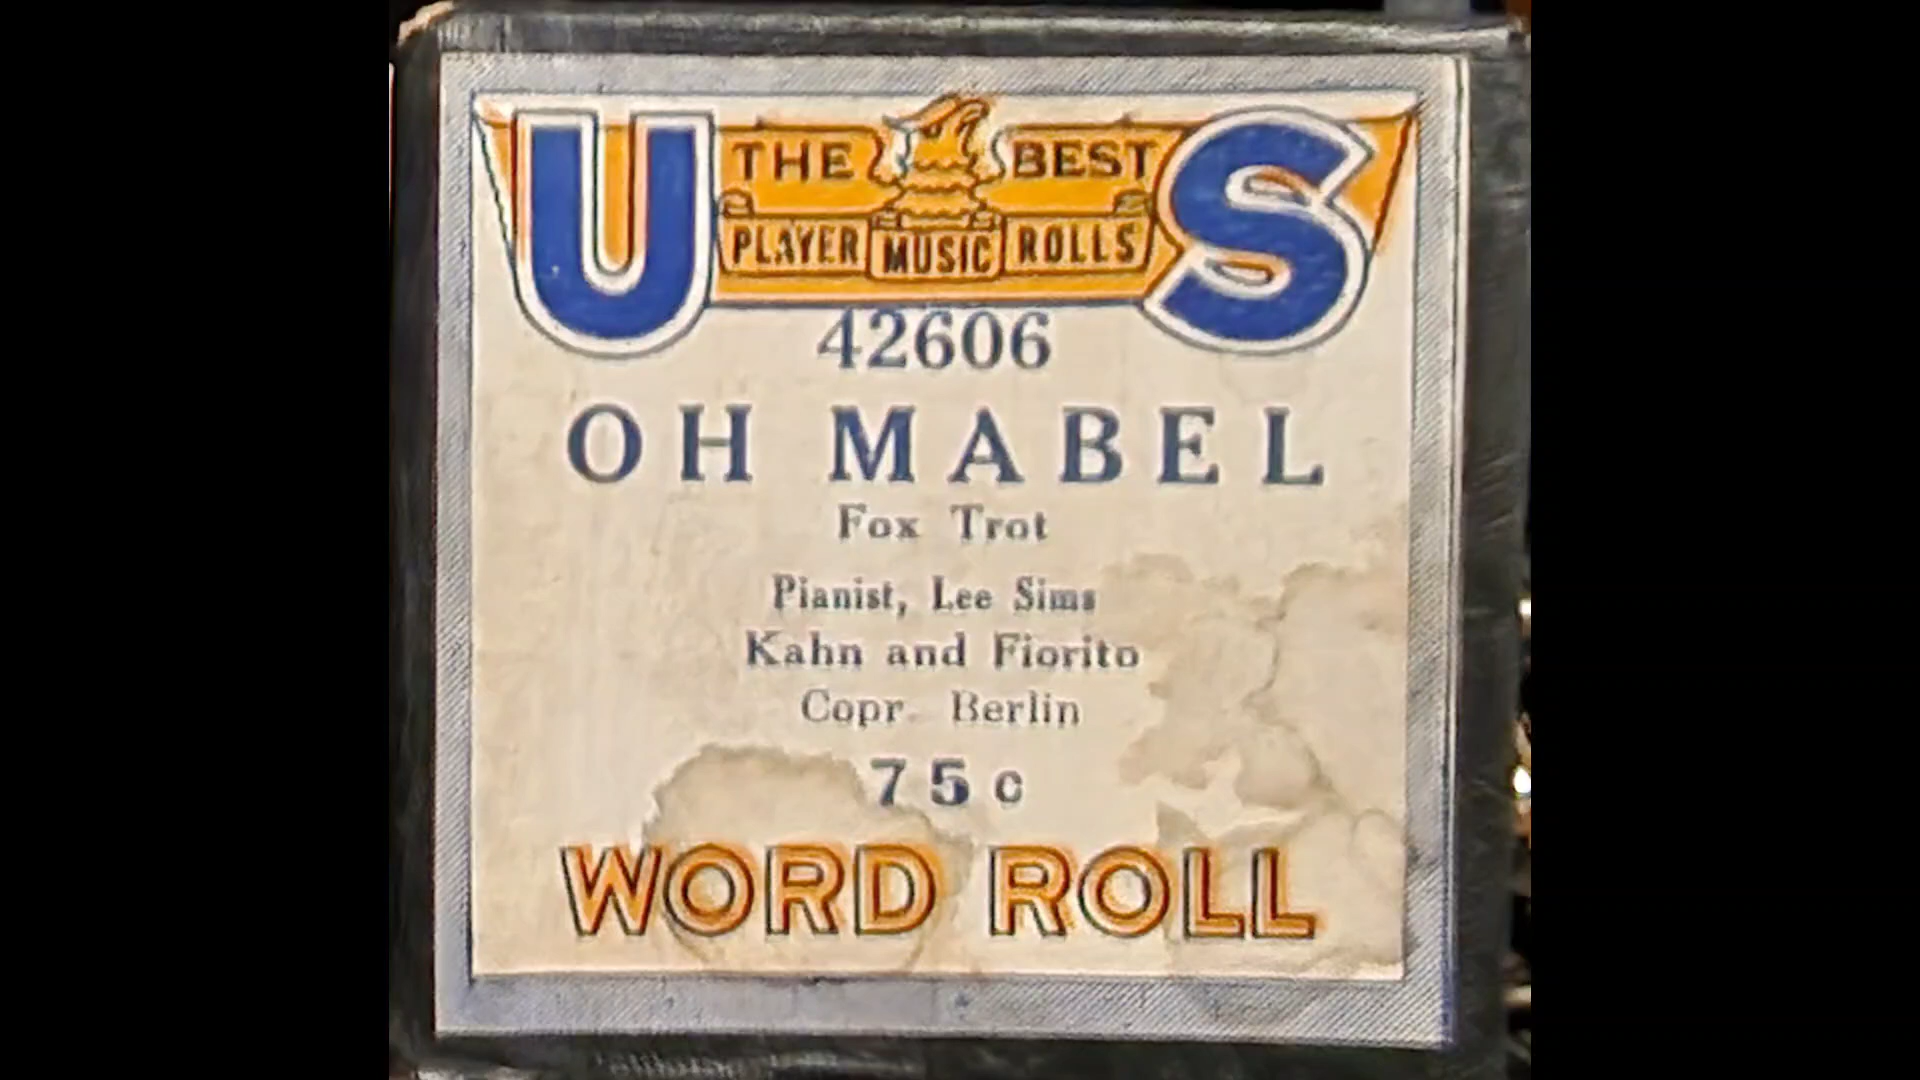 U S
THE BEST
PLAYER MUSIC ROLLS
42606
OH MABEL
Fox Trot
Pianist, Lee Sims
Kahn and Fiorito
Copr. Berlin
75c
WORD ROLL